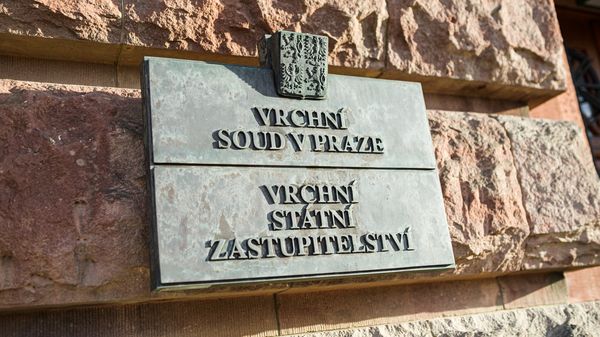 VRCHNÍ
SOUD V PRAZE
VRCHNÍ
STÁTNÍ
ZASTUPITELSTVÍ